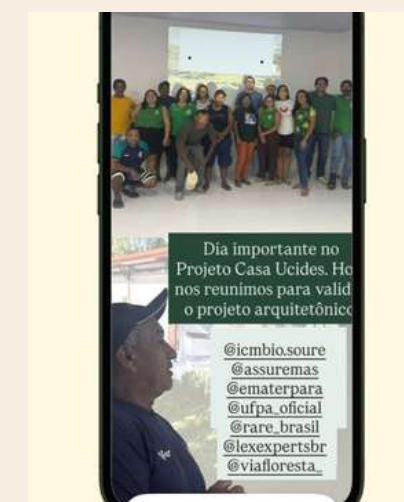 Dia importante no
Projeto Casa Ucides. Ho
nos reunimos para valid
o projeto arquitetônico
@icmbio.soure
@assuremas
@ematerpara
@ufpa_oficial
@rare_brasil
@lexexpertsbr
@viafloresta_